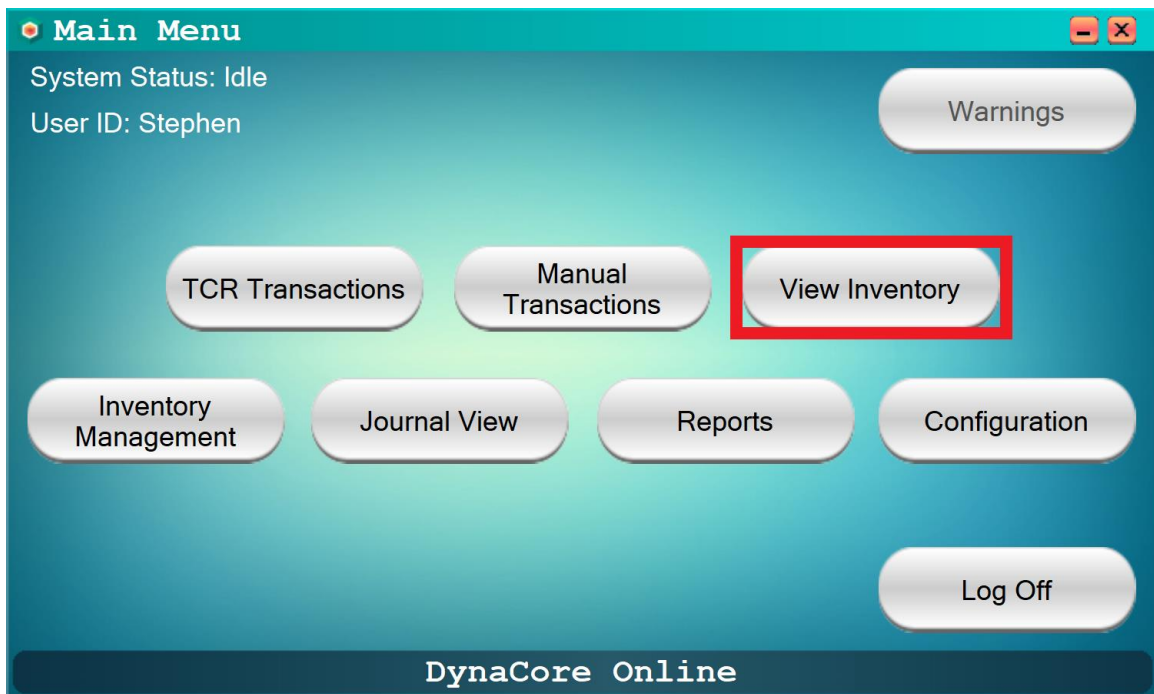 Main Menu
System Status: Idle
User ID: Stephen
Warnings
TCR Transactions
Manual
Transactions
View Inventory
Inventory
Management
Journal View
Reports
Configuration
Log Off
DynaCore Online